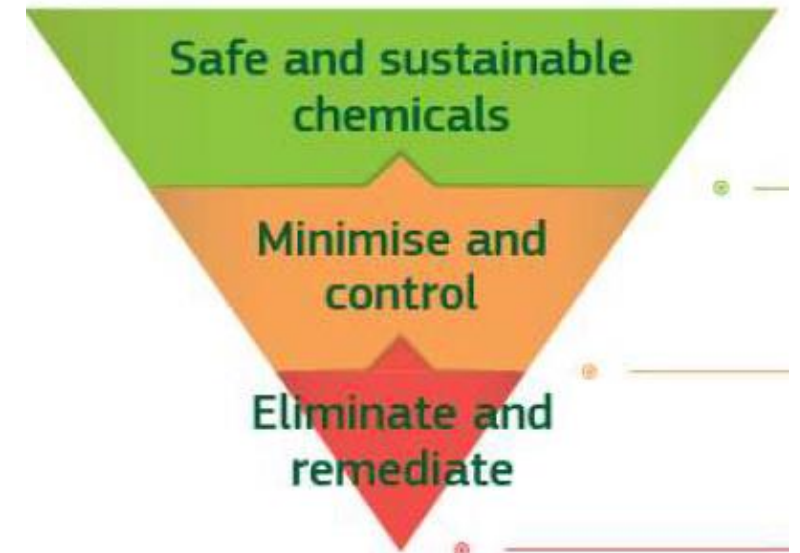 Safe and sustainable
chemicals
Minimise and
control
Eliminate and
remediate